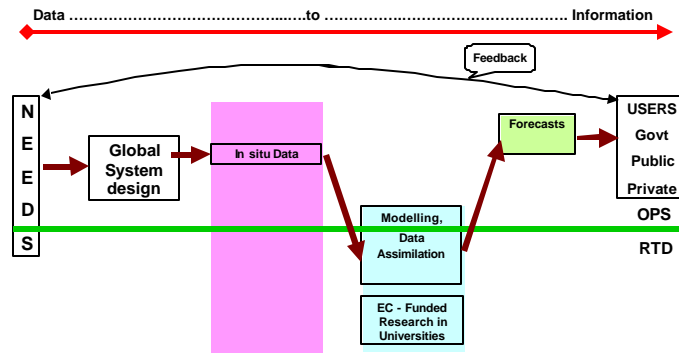 Data ……………………………..…to ………………..…………………………………. Information
Feedback
N
E
E
D
S
Global
System
design
In situ Data
Modelling,
Data
Assimilation
EC - Funded
Research in
Universities
Forecasts
USERS
Govt
Public
Private
OPS
RTD